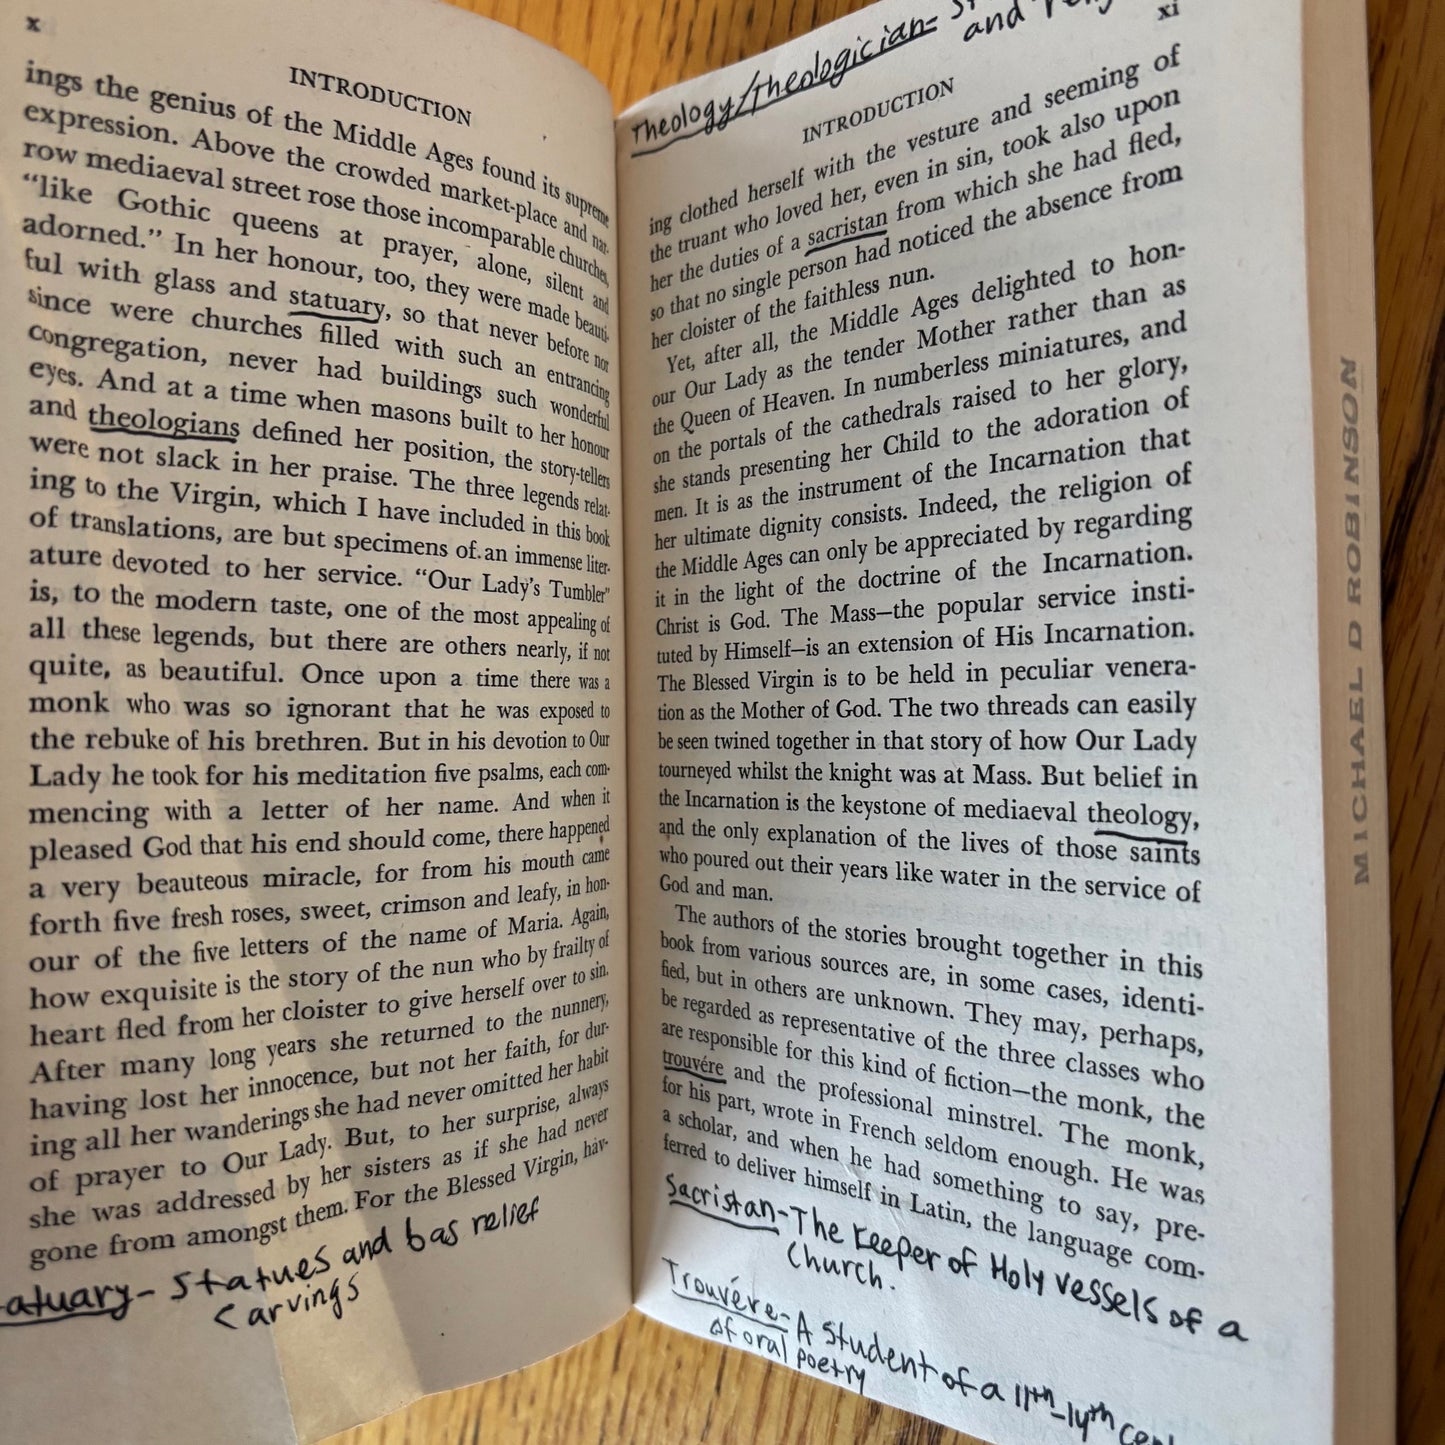 x
INTRODUCTION
ings the genius of the Middle Ages found its supreme
expression. Above the crowded market-place and nar-
row mediaeval street rose those incomparable churches,
"like Gothic queens at prayer, alone, silent and
adorned." In her honour, too, they were made beauti-
ful with glass and statuary, so that never before nor
since were churches filled with such an entrancing
congregation, never had buildings such wonderful
eyes. And at a time when masons built to her honour
and theologians defined her position, the story-tellers
were not slack in her praise. The three legends relat-
ing to the Virgin, which I have included in this book
of translations, are but specimens of an immense liter-
ature devoted to her service. "Our Lady's Tumbler"
is, to the modern taste, one of the most appealing of
all these legends, but there are others nearly, if not
quite, as beautiful. Once upon a time there was a
monk who was so ignorant that he was exposed to
the rebuke of his brethren. But in his devotion to Our
Lady he took for his meditation five psalms, each com-
mencing with a letter of her name. And when it
pleased God that his end should come, there happened
a very beauteous miracle, for from his mouth came
forth five fresh roses, sweet, crimson and leafy, in hon-
our of the five letters of the name of Maria. Again,
how exquisite is the story of the nun who by frailty of
heart fled from her cloister to give herself over to sin.
After many long years she returned to the nunnery,
having lost her innocence, but not her faith, for dur-
ing all her wanderings she had never omitted her habit
of prayer to Our Lady. But, to her surprise, always
she was addressed by her sisters as if she had never
gone from amongst them. For the Blessed Virgin, hav-
atuary- Statues and bas relief
carvings
Theology/Theologician-
and
xi
INTRODUCTION
ing clothed herself with the vesture and seeming of
the truant who loved her, even in sin, took also upon
her the duties of a sacristan from which she had fled,
so that no single person had noticed the absence from
her cloister of the faithless nun.
Yet, after all, the Middle Ages delighted to hon-
our Our Lady as the tender Mother rather than as
the Queen of Heaven. In numberless miniatures, and
on the portals of the cathedrals raised to her glory,
she stands presenting her Child to the adoration of
men. It is as the instrument of the Incarnation that
her ultimate dignity consists. Indeed, the religion of
the Middle Ages can only be appreciated by regarding
it in the light of the doctrine of the Incarnation.
Christ is God. The Mass—the popular service insti-
tuted by Himself—is an extension of His Incarnation.
The Blessed Virgin is to be held in peculiar venera-
tion as the Mother of God. The two threads can easily
be seen twined together in that story of how Our Lady
tourneyed whilst the knight was at Mass. But belief in
the Incarnation is the keystone of mediaeval theology,
and the only explanation of the lives of those saints
who poured out their years like water in the service of
God and man.
The authors of the stories brought together in this
book from various sources are, in some cases, identi-
fied, but in others are unknown. They may, perhaps,
be regarded as representative of the three classes who
are responsible for this kind of fiction—the monk, the
trouvére and the professional minstrel. The monk,
for his part, wrote in French seldom enough. He was
a scholar, and when he had something to say, pre-
ferred to deliver himself in Latin, the language com-
Sacristan-The Keeper of Holy vessels of a
Church.
Trouvére-A student of a 11th-14th
of oral poetry
MICHAEL D ROBINSON